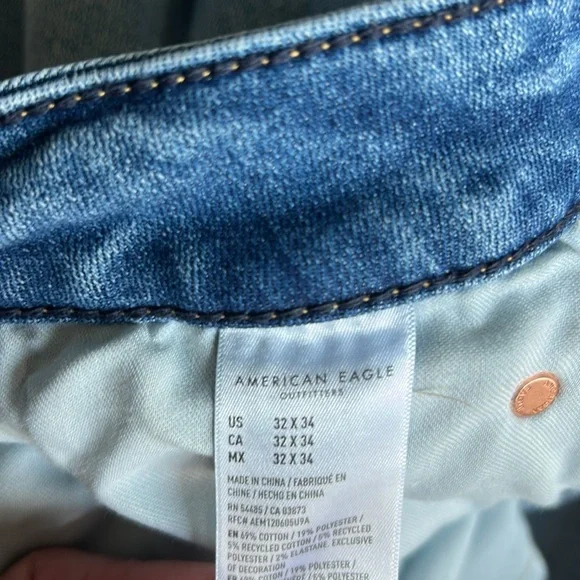 AMERICAN EAGLE
OUTFITTERS
US 32 X 34
CA 32 X 34
MX 32 X 34
MADE IN CHINA / FABRIQUÉ EN
CHINE / HECHO EN CHINA
RN 54485 / CA 03873
RFC# AEM120605U9A
EN 69% COTTON / 19% POLYESTER /
5% RECYCLED COTTON / 5% RECYCLED
POLYESTER / 2% ELASTANE. EXCLUSIVE
OF DECORATION